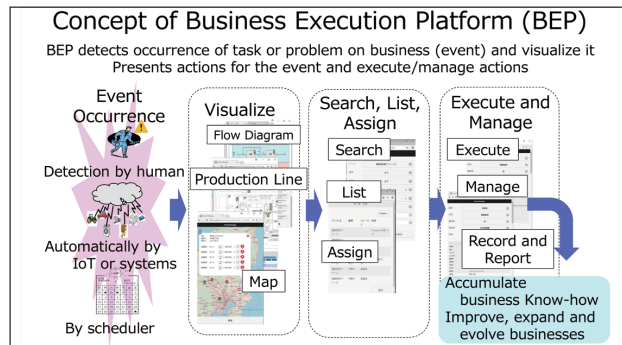 Concept of Business Execution Platform (BEP)
BEP detects occurrence of task or problem on business (event) and visualize it
Presents actions for the event and execute/manage actions
Event
Occurrence
Detection by human
Automatically by
IoT or systems
By scheduler
Visualize
Flow Diagram
Production Line
Map
Search, List,
Assign
Search
List
Assign
Execute and
Manage
Execute
Manage
Record and
Report
Accumulate
business Know-how
Improve, expand and
evolve businesses